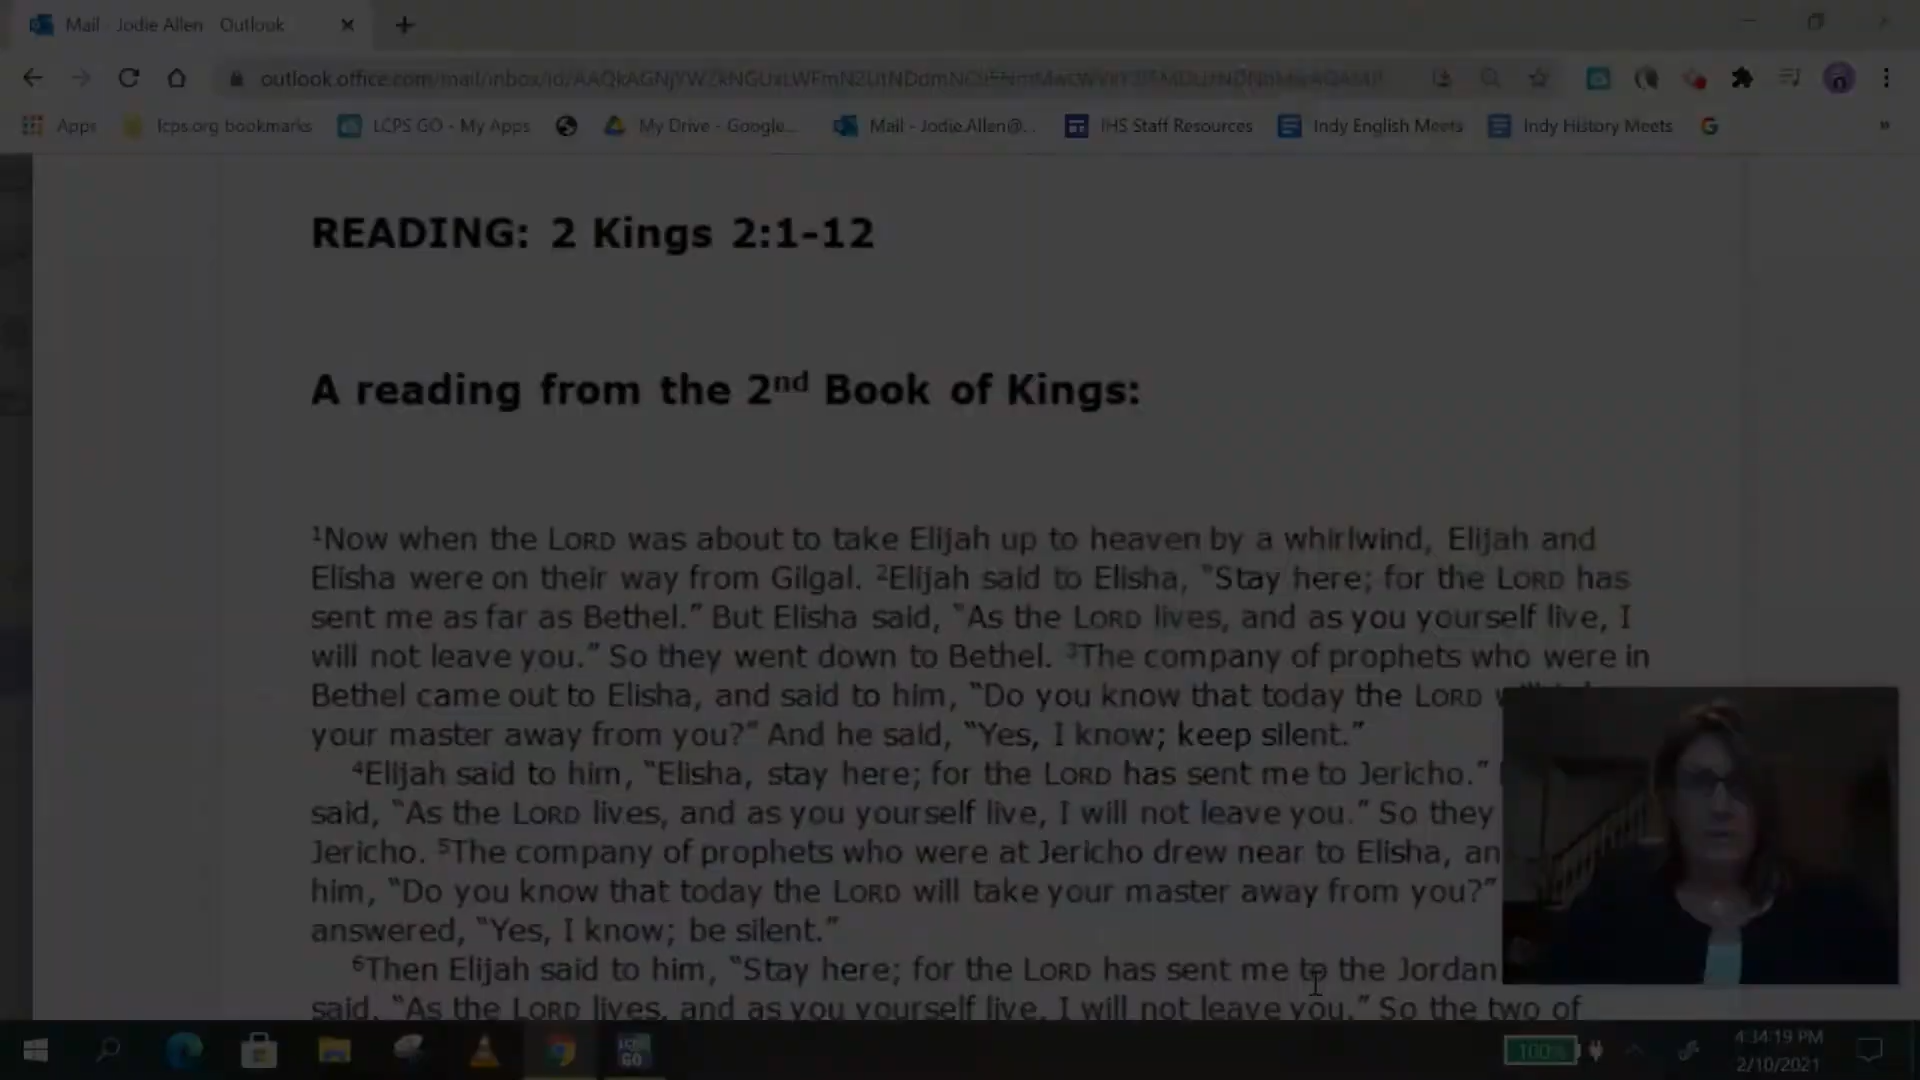 Mail - Jodie Allen - Outlook
Apps
lcps.org bookmarks
LCPS GO - My Apps
My Drive - Google...
Mail - Jodie.Allen@...
IHS Staff Resources
Indy English Meets
Indy History Meets
READING: 2 Kings 2:1-12
A reading from the 2nd Book of Kings:
1Now when the LORD was about to take Elijah up to heaven by a whirlwind, Elijah and
Elisha were on their way from Gilgal. 2Elijah said to Elisha, “Stay here; for the LORD has
sent me as far as Bethel.” But Elisha said, “As the LORD lives, and as you yourself live, I
will not leave you.” So they went down to Bethel. 3The company of prophets who were in
Bethel came out to Elisha, and said to him, “Do you know that today the LORD
your master away from you?” And he said, “Yes, I know; keep silent.”
4Elijah said to him, “Elisha, stay here; for the LORD has sent me to Jericho.”
said, “As the LORD lives, and as you yourself live, I will not leave you.” So they
Jericho. 5The company of prophets who were at Jericho drew near to Elisha, an
him, “Do you know that today the LORD will take your master away from you?”
answered, “Yes, I know; be silent.”
6Then Elijah said to him, “Stay here; for the LORD has sent me to the Jordan
said, “As the LORD lives, and as you yourself live, I will not leave you.” So the two of
LCPS
GO
100%
4:34:19 PM
2/10/2021